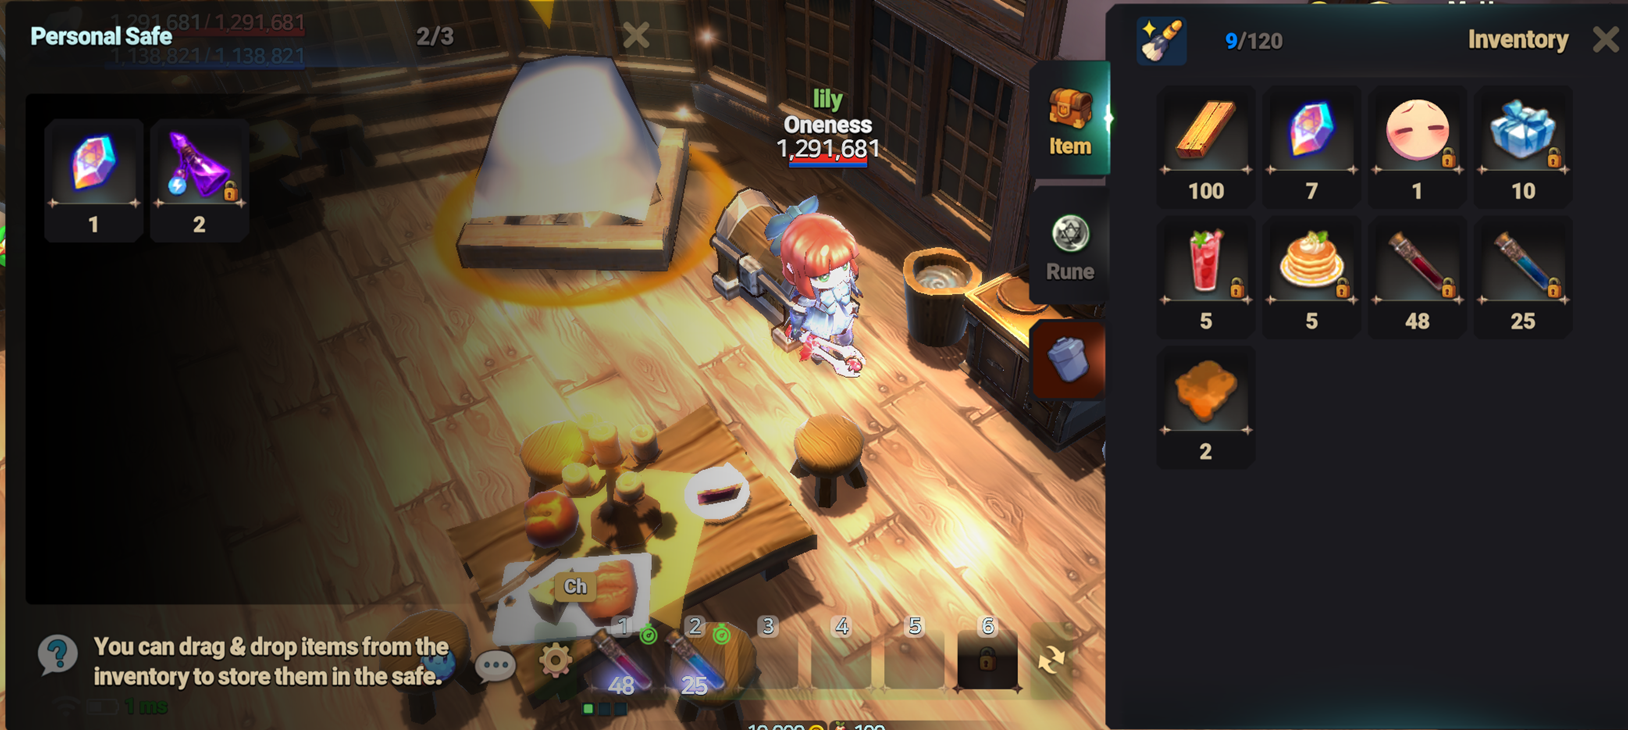 1,291,681/1,291,681
Personal Safe
2/3
1,138,821/1,138,821
1
2
lily
Oneness
1,291,681
Item
Rune
9/120
Inventory
100
7
1
10
5
5
48
25
2
Ch
You can drag & drop items from the
inventory to store them in the safe.
1 ms
1
2
3
4
5
6
48
25